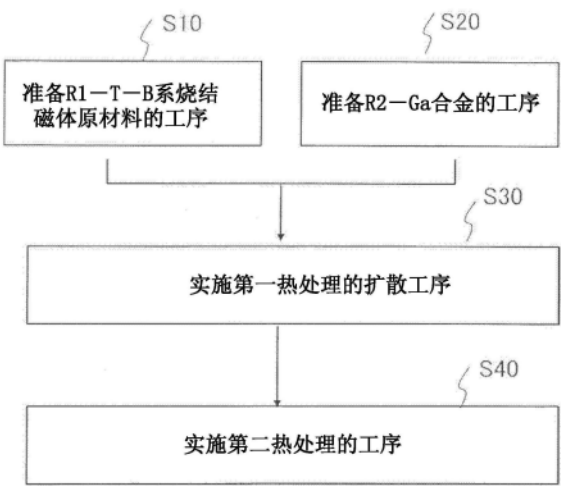 S10
S20
准备R1-T-B系烧结
磁体原材料的工序
准备R2-Ga合金的工序
S30
实施第一热处理的扩散工序
S40
实施第二热处理的工序